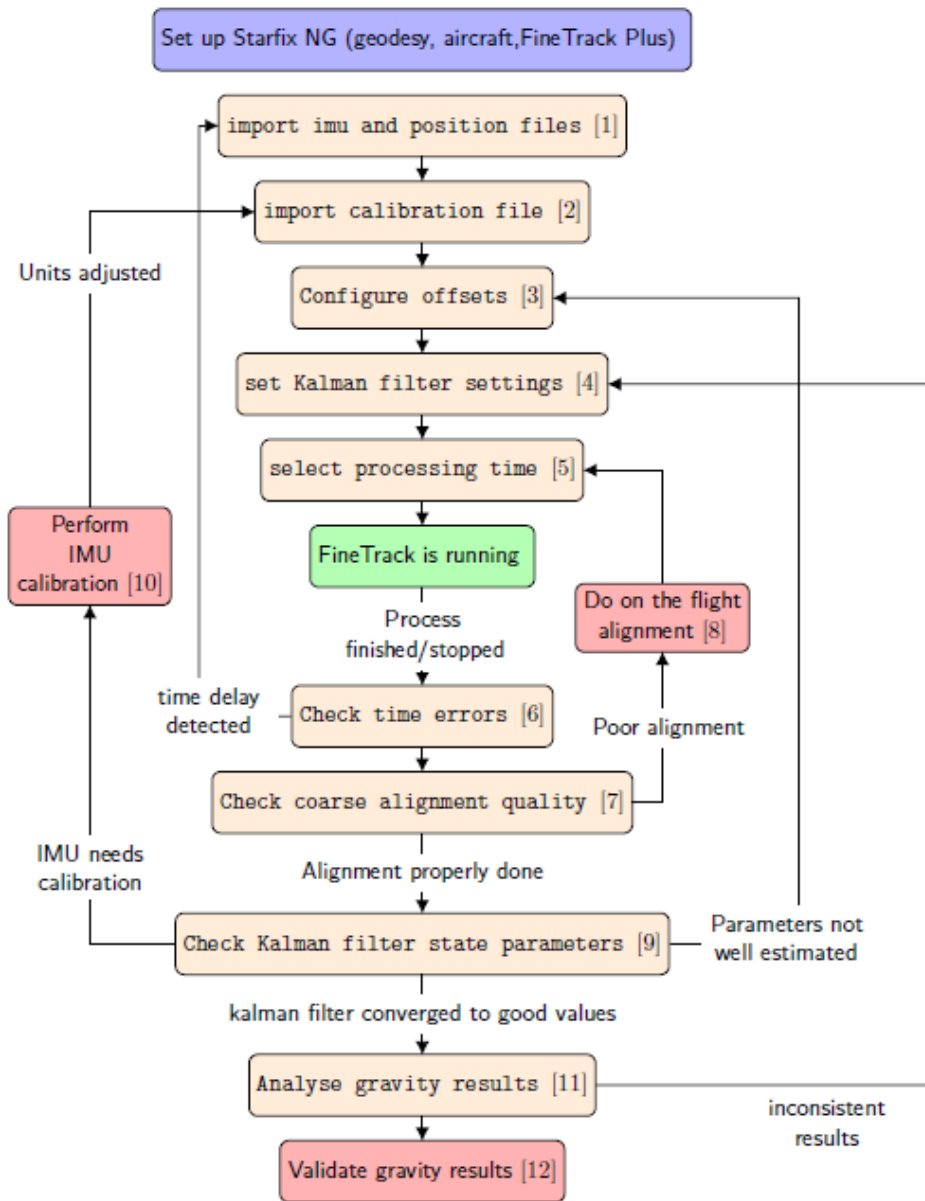 Set up Starfix NG (geodesy, aircraft,FineTrack Plus)
import imu and position files [1]
import calibration file [2]
Units adjusted
Configure offsets [3]
set Kalman filter settings [4]
select processing time [5]
Perform
IMU
calibration [10]
FineTrack is running
Do on the flight
alignment [8]
Process
finished/stopped
time delay
detected
Check time errors [6]
Poor alignment
Check coarse alignment quality [7]
IMU needs
calibration
Alignment properly done
Check Kalman filter state parameters [9]
Parameters not
well estimated
kalman filter converged to good values
Analyse gravity results [11]
inconsistent
results
Validate gravity results [12]